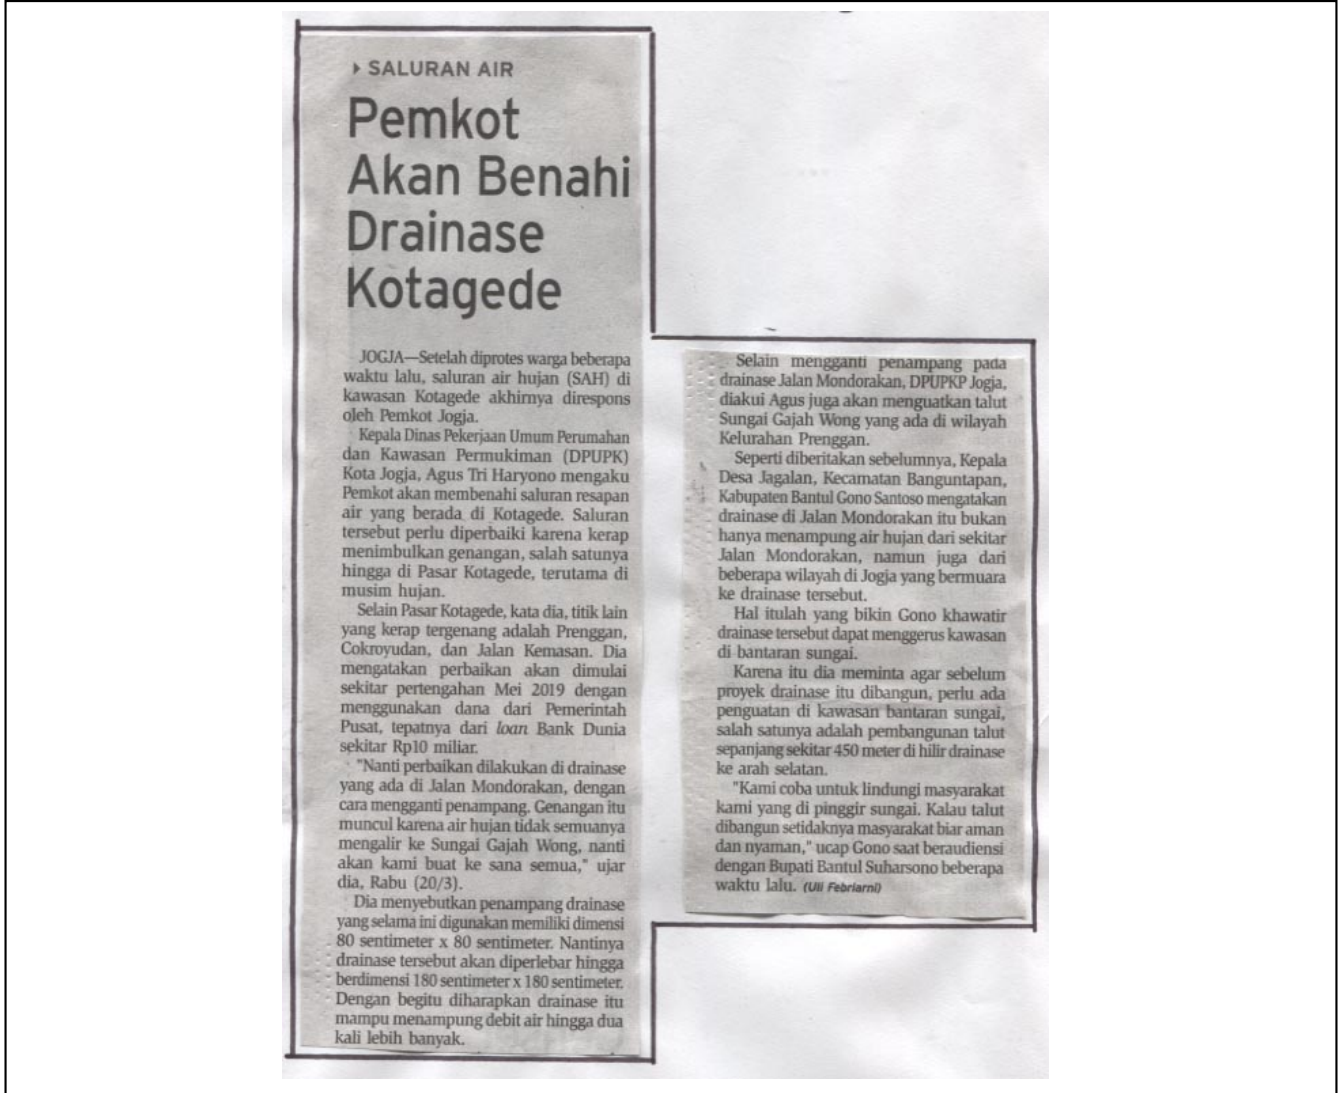 SALURAN AIR
Pemkot
Akan Benahi
Drainase
Kotagede
JOGJA—Setelah diprotes warga beberapa
waktu lalu, saluran air hujan (SAH) di
kawasan Kotagede akhirnya direspons
oleh Pemkot Jogja.
Kepala Dinas Pekerjaan Umum Perumahan
dan Kawasan Permukiman (DPUPK)
Kota Jogja, Agus Tri Haryono mengaku
Pemkot akan membenahi saluran resapan
air yang berada di Kotagede. Saluran
tersebut perlu diperbaiki karena kerap
menimbulkan genangan, salah satunya
hingga di Pasar Kotagede, terutama di
musim hujan.
Selain Pasar Kotagede, kata dia, titik lain
yang kerap tergenang adalah Prenggan,
Cokroyudan, dan Jalan Kemasan. Dia
mengatakan perbaikan akan dimulai
sekitar pertengahan Mei 2019 dengan
menggunakan dana dari Pemerintah
Pusat, tepatnya dari loan Bank Dunia
sekitar Rp10 miliar.
"Nanti perbaikan dilakukan di drainase
yang ada di Jalan Mondorakan, dengan
cara mengganti penampang. Genangan itu
muncul karena air hujan tidak semuanya
mengalir ke Sungai Gajah Wong, nanti
akan kami buat ke sana semua," ujar
dia, Rabu (20/3).
Dia menyebutkan penampang drainase
yang selama ini digunakan memiliki dimensi
80 sentimeter x 80 sentimeter. Nantinya
drainase tersebut akan diperlebar hingga
berdimensi 180 sentimeter x 180 sentimeter.
Dengan begitu diharapkan drainase itu
mampu menampung debit air hingga dua
kali lebih banyak.
Selain mengganti penampang pada
drainase Jalan Mondorakan, DPUPKP Jogja,
diakui Agus juga akan menguatkan talut
Sungai Gajah Wong yang ada di wilayah
Kelurahan Prenggan.
Seperti diberitakan sebelumnya, Kepala
Desa Jagalan, Kecamatan Banguntapan,
Kabupaten Bantul Gono Santoso mengatakan
drainase di Jalan Mondorakan itu bukan
hanya menampung air hujan dari sekitar
Jalan Mondorakan, namun juga dari
beberapa wilayah di Jogja yang bermuara
ke drainase tersebut.
Hal itulah yang bikin Gono khawatir
drainase tersebut dapat menggerus kawasan
di bantaran sungai.
Karena itu dia meminta agar sebelum
proyek drainase itu dibangun, perlu ada
penguatan di kawasan bantaran sungai,
salah satunya adalah pembangunan talut
sepanjang sekitar 450 meter di hilir drainase
ke arah selatan.
"Kami coba untuk lindungi masyarakat
kami yang di pinggir sungai. Kalau talut
dibangun setidaknya masyarakat biar aman
dan nyaman," ucap Gono saat beraudiensi
dengan Bupati Bantul Suharsono beberapa
waktu lalu. (Uli Febriarni)